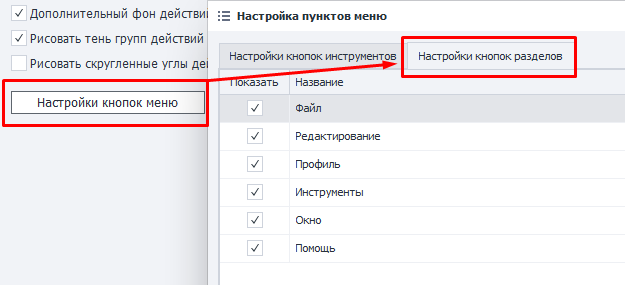 Дополнительный фон действи
Рисовать тень групп действий
Рисовать скругленные углы де
Настройки кнопок меню
Настройка пунктов меню
Настройки кнопок инструментов
Настройки кнопок разделов
Показать Название
Файл
Редактирование
Профиль
Инструменты
Окно
Помощь